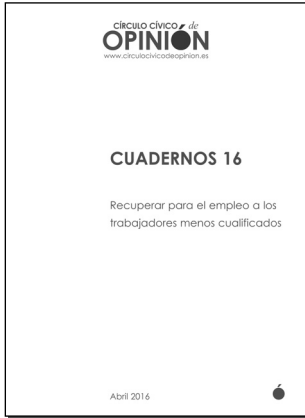 CÍRCULO CÍVICO de
OPINIÓN
www.circulocivicodeopinion.es
CUADERNOS 16
Recuperar para el empleo a los
trabajadores menos cualificados
Abril 2016